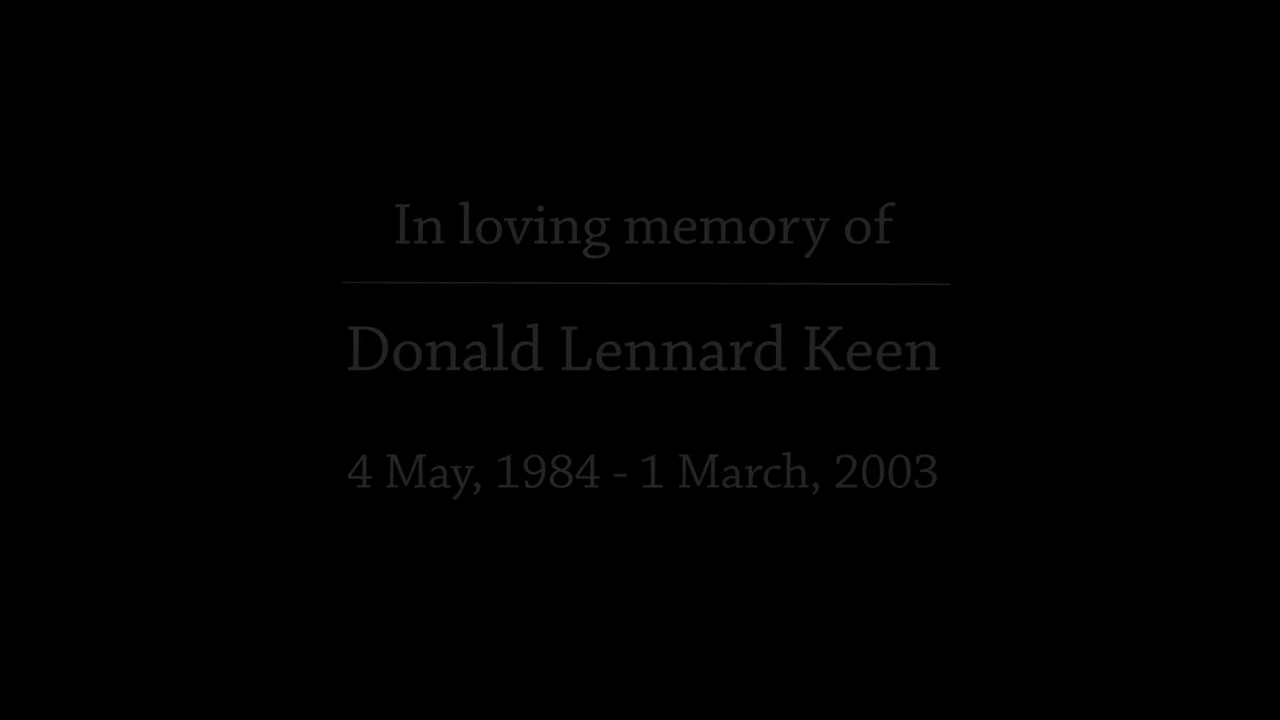 In loving memory of
Donald Lennard Keen
4 May, 1984 - 1 March, 2003